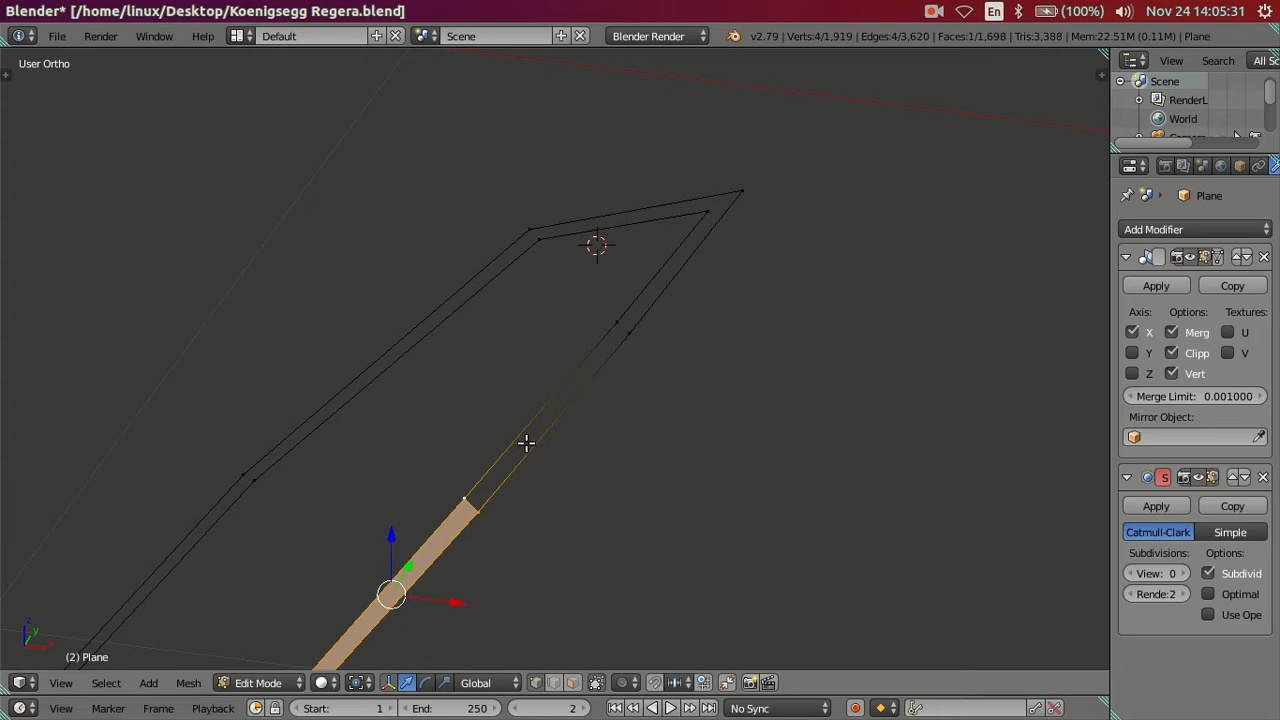 Blender* [/home/linux/Desktop/Koenigsegg Regera.blend] En (100%) Nov 24 14:05:31
File Render Window Help Default Scene Blender Render v2.79 | Verts:4/1,919 | Edges:4/3,620 | Faces:1/1,698 | Tris:3,388 | Mem:22.51M (0.11M) | Plane
User Ortho
View Search All Sc
Scene
RenderL
World
Plane
Add Modifier
Apply Copy
Axis: Options: Textures:
X Merg U
Y Clipp V
Z Vert
Merge Limit: 0.001000
Mirror Object:
S
Apply Copy
Catmull-Clark Simple
Subdivisions: Options:
View: 0 Subdivid
Rende: 2 Optimal
Use Ope
z
y
x
(2) Plane
View Select Add Mesh Edit Mode Global
View Marker Frame Playback Start: 1 End: 250 2 No Sync